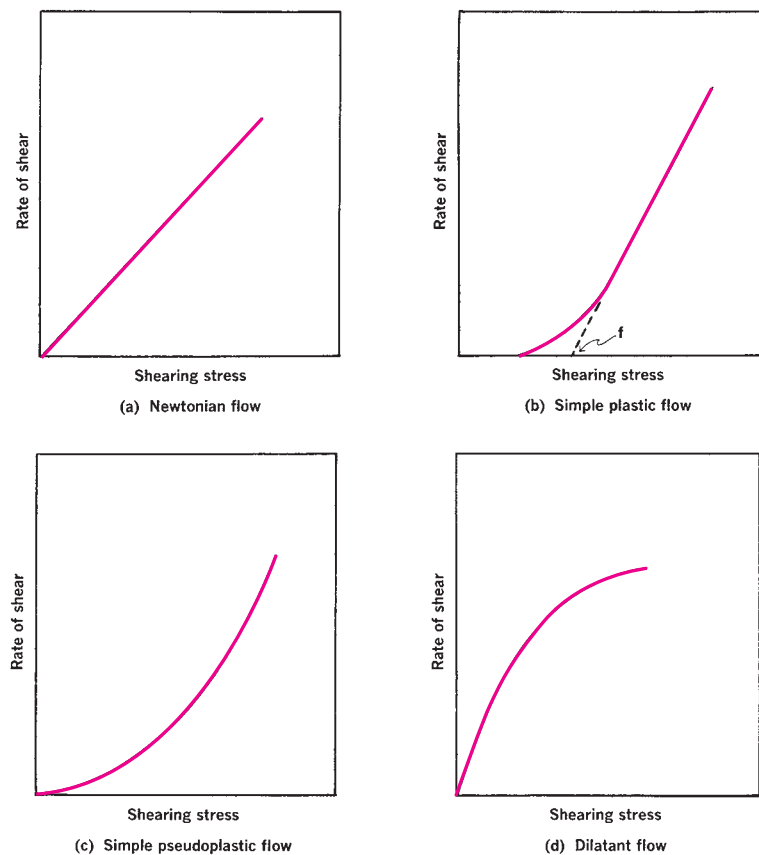 Rate of shear
Shearing stress
(a) Newtonian flow
Rate of shear
f
Shearing stress
(b) Simple plastic flow
Rate of shear
Shearing stress
(c) Simple pseudoplastic flow
Rate of shear
Shearing stress
(d) Dilatant flow